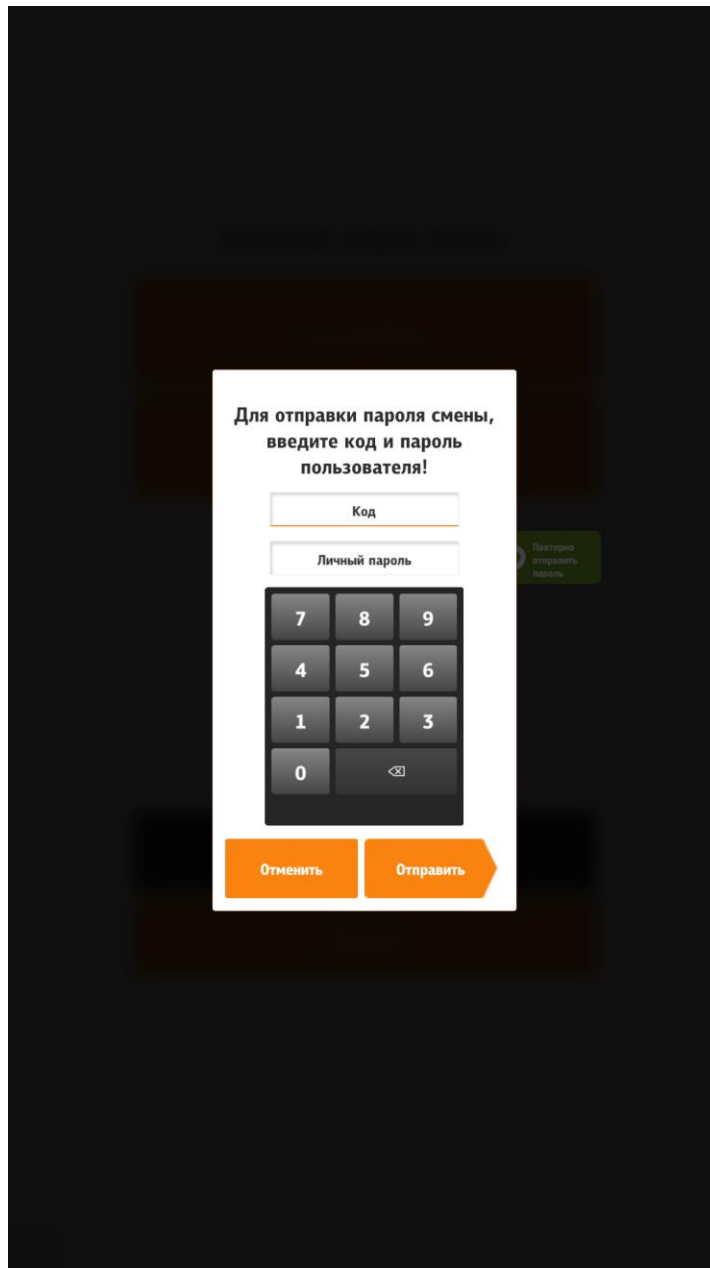 Для отправки пароля смены,
введите код и пароль
пользователя!
Код
Личный пароль
Повторно
отправить
пароль
7 8 9
4 5 6
1 2 3
0
Отменить Отправить